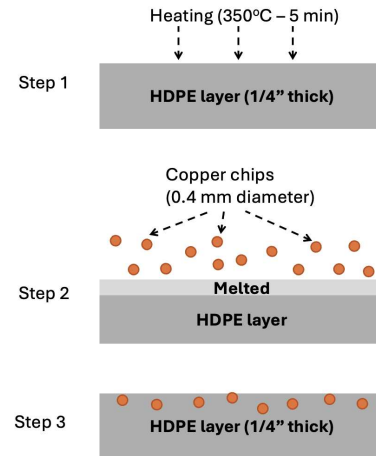 Heating (350ºC – 5 min)
Step 1
HDPE layer (1/4” thick)
Copper chips
(0.4 mm diameter)
Melted
Step 2
HDPE layer
Step 3
HDPE layer (1/4” thick)